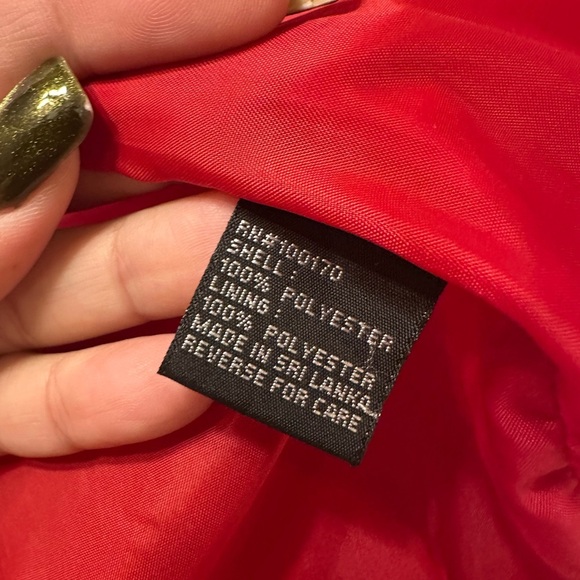 RN#100170
SHELL :
100% POLYESTER
LINING :
100% POLYESTER
MADE IN SRI LANKA
REVERSE FOR CARE